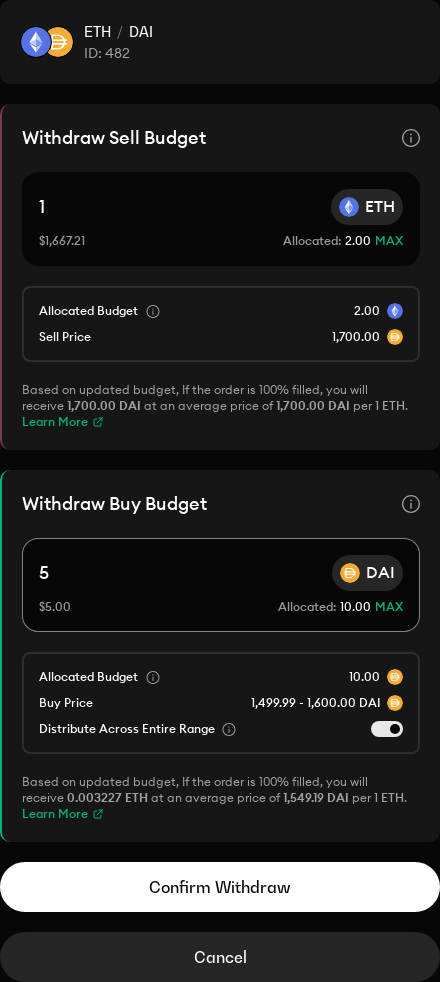 ETH / DAI
ID: 482
Withdraw Sell Budget
1
ETH
$1,667.21
Allocated: 2.00 MAX
Allocated Budget
2.00
Sell Price
1,700.00
Based on updated budget, If the order is 100% filled, you will
receive 1,700.00 DAI at an average price of 1,700.00 DAI per 1 ETH.
Learn More
Withdraw Buy Budget
5
DAI
$5.00
Allocated: 10.00 MAX
Allocated Budget
10.00
Buy Price
1,499.99 - 1,600.00 DAI
Distribute Across Entire Range
Based on updated budget, If the order is 100% filled, you will
receive 0.003227 ETH at an average price of 1,549.19 DAI per 1 ETH.
Learn More
Confirm Withdraw
Cancel